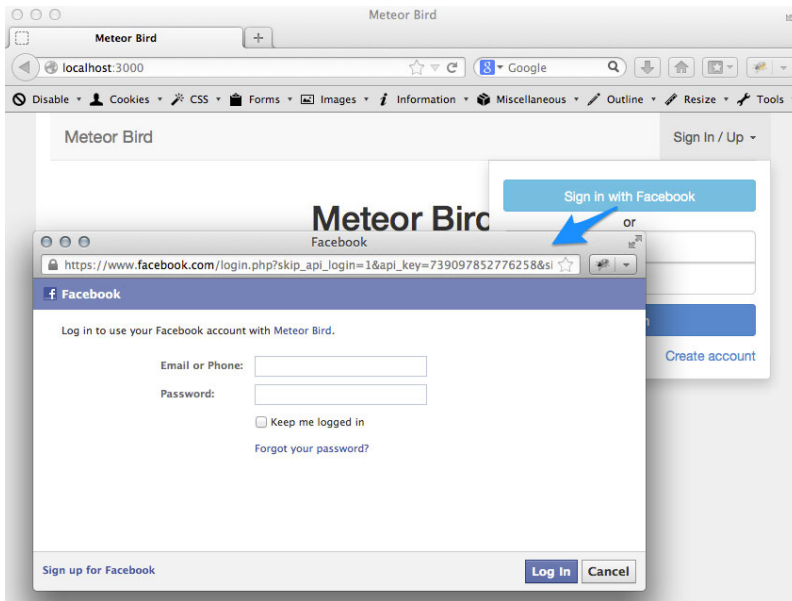 Meteor Bird
Meteor Bird
localhost:3000
Google
Disable Cookies CSS Forms Images Information Miscellaneous Outline Resize Tools
Meteor Bird
Sign In / Up
Sign in with Facebook
Meteor Bird
or
Create account
Facebook
https://www.facebook.com/login.php?skip_api_login=1&api_key=739097852776258&si
Facebook
Log in to use your Facebook account with Meteor Bird.
Email or Phone:
Password:
Keep me logged in
Forgot your password?
Sign up for Facebook
Log In
Cancel